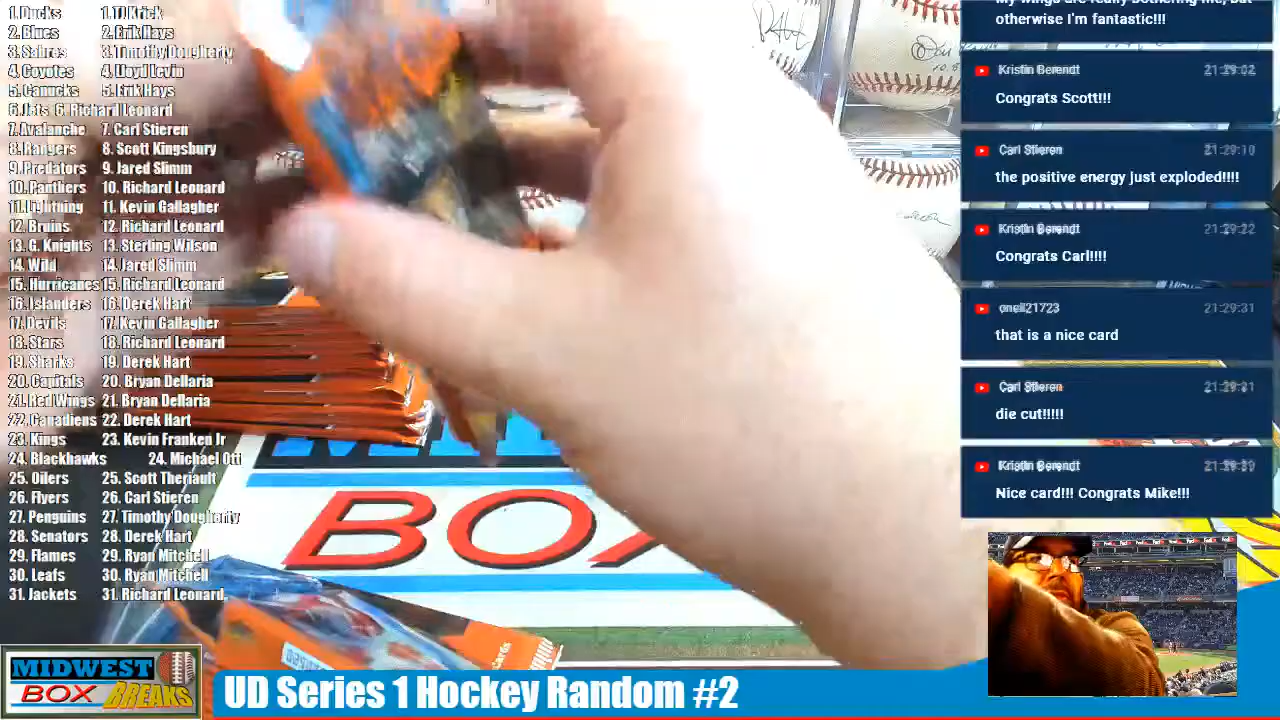 1.Ducks 1.TJ Krick
2. Blues 2. Erik Hays
3. Sabres 3.Timothy Dougherty
4. Coyotes 4. Lloyd Levin
5. Canucks 5. Erik Hays
6. Jets 6. Richard Leonard
7. Avalanche 7. Carl Stieren
8. Rangers 8. Scott Kingsbury
9. Predators 9. Jared Slimm
10. Panthers 10. Richard Leonard
11. Lightning 11. Kevin Gallagher
12. Bruins 12. Richard Leonard
13. G. Knights 13. Sterling Wilson
14. Wild 14. Jared Slimm
15. Hurricanes 15. Richard Leonard
16. Islanders 16. Derek Hart
17. Devils 17. Kevin Gallagher
18. Stars 18. Richard Leonard
19. Sharks 19. Derek Hart
20. Capitals 20. Bryan Dellaria
21. Red Wings 21. Bryan Dellaria
22. Canadiens 22. Derek Hart
23. Kings 23. Kevin Franken Jr
24. Blackhawks 24. Michael Ott
25. Oilers 25. Scott Theriault
26. Flyers 26. Carl Stieren
27. Penguins 27. Timothy Dougherty
28. Senators 28. Derek Hart
29. Flames 29. Ryan Mitchell
30. Leafs 30. Ryan Mitchell
31. Jackets 31. Richard Leonard
otherwise I'm fantastic!!!
Kristin Berendt 21:29:02
Congrats Scott!!!
Carl Stieren 21:29:10
the positive energy just exploded!!!!
Kristin Berendt 21:29:22
Congrats Carl!!!!
oneil21723 21:29:31
that is a nice card
Carl Stieren 21:29:31
die cut!!!!!
Kristin Berendt 21:29:39
Nice card!!! Congrats Mike!!!
BOX
MIDWEST
BOX BREAKS
UD Series 1 Hockey Random #2